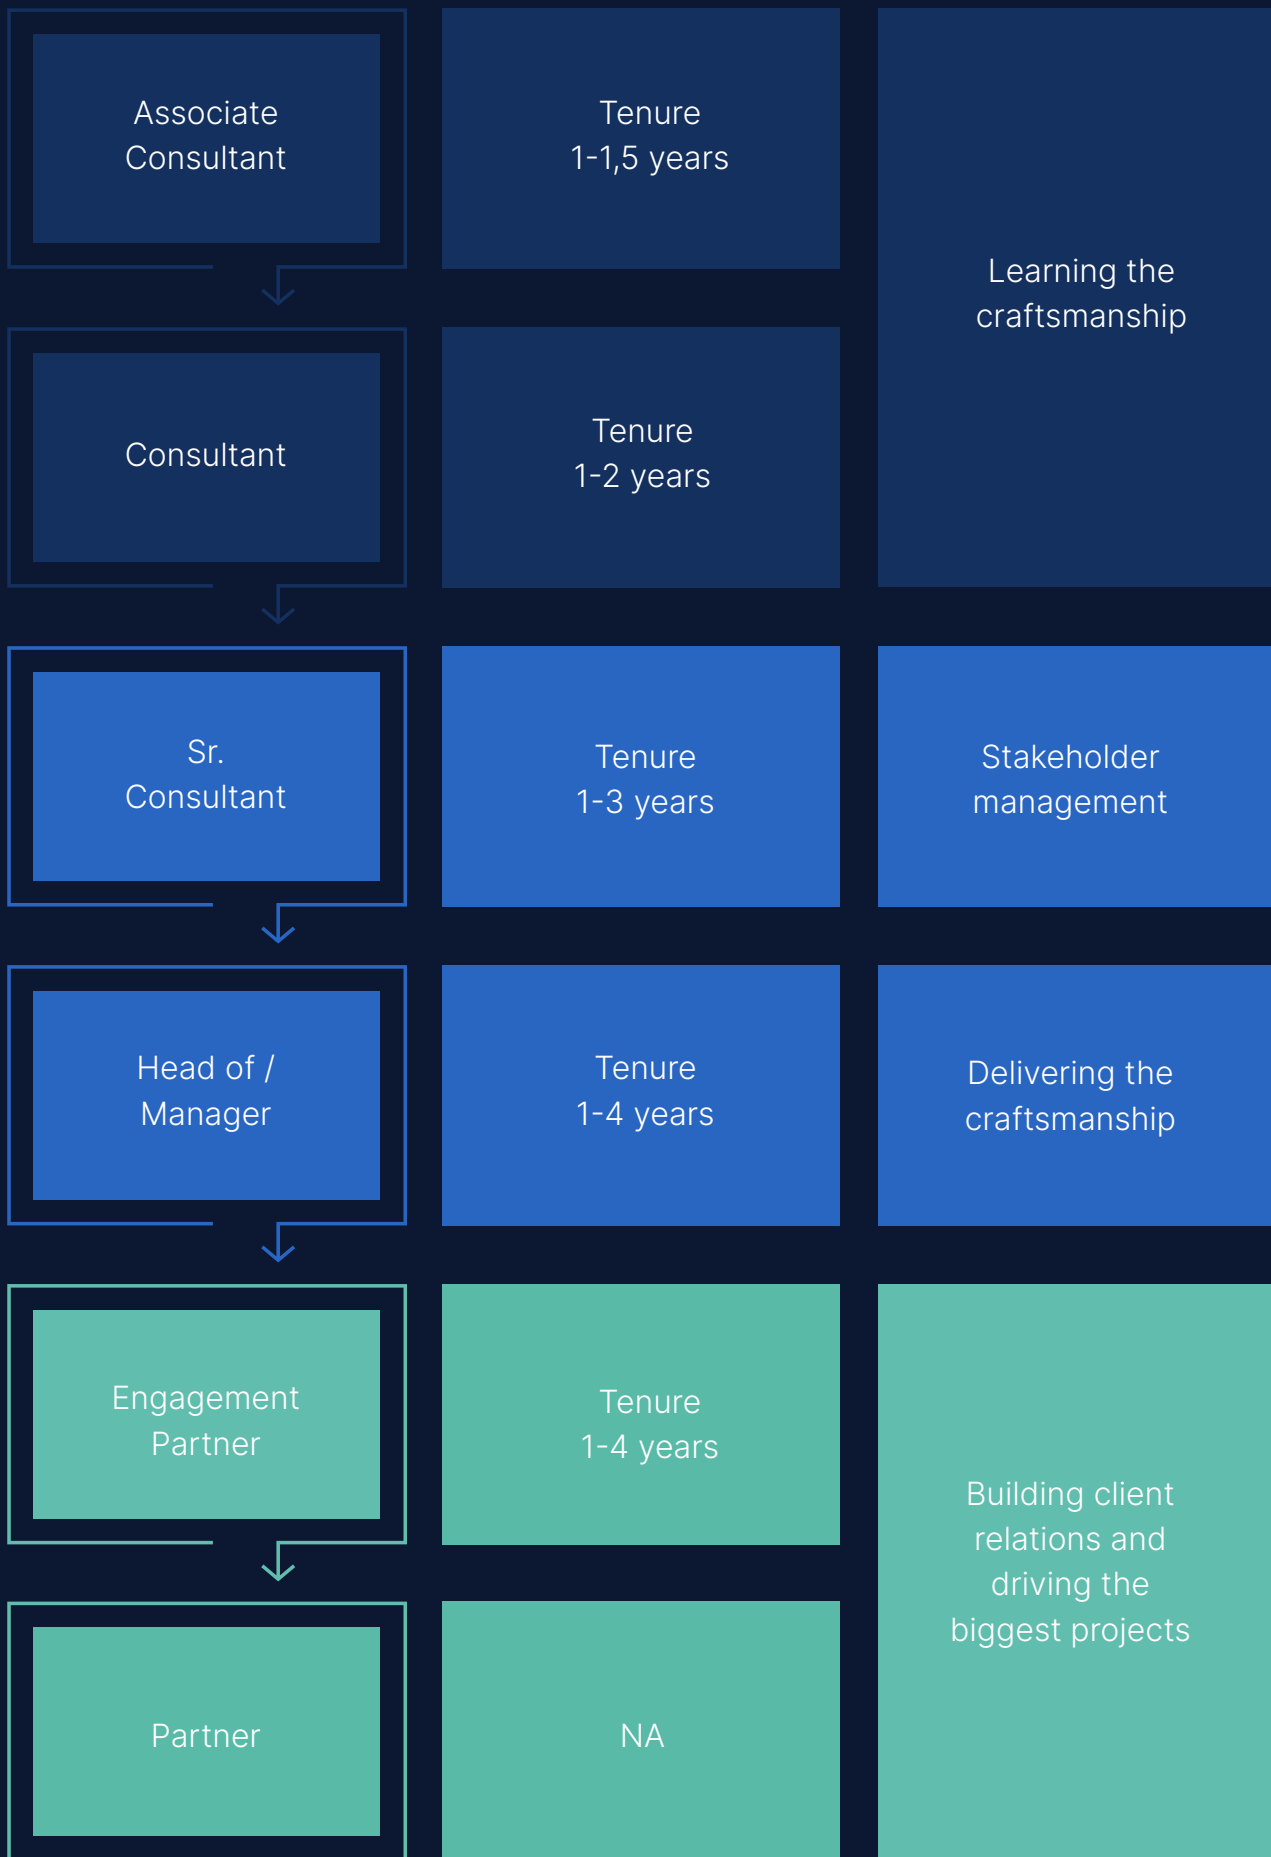 Associate
Consultant
Tenure
1-1,5 years
Learning the
craftsmanship
Consultant
Tenure
1-2 years
Sr.
Consultant
Tenure
1-3 years
Stakeholder
management
Head of /
Manager
Tenure
1-4 years
Delivering the
craftsmanship
Engagement
Partner
Tenure
1-4 years
Building client
relations and
driving the
biggest projects
Partner
NA